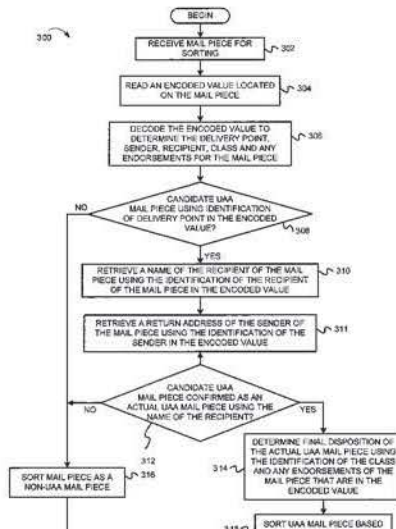 BEGIN
300
RECEIVE MAIL PIECE FOR
SORTING
302
READ AN ENCODED VALUE LOCATED
ON THE MAIL PIECE
304
DECODE THE ENCODED VALUE TO
DETERMINE THE DELIVERY POINT,
SENDER, RECIPIENT, CLASS AND ANY
ENDORSEMENTS FOR THE MAIL PIECE
306
CANDIDATE UAA
MAIL PIECE USING IDENTIFICATION
OF DELIVERY POINT IN THE ENCODED
VALUE?
308
NO
YES
RETRIEVE A NAME OF THE RECIPIENT OF THE MAIL
PIECE USING THE IDENTIFICATION OF THE RECIPIENT
OF THE MAIL PIECE IN THE ENCODED VALUE
310
RETRIEVE A RETURN ADDRESS OF THE SENDER OF
THE MAIL PIECE USING THE IDENTIFICATION OF THE
SENDER IN THE ENCODED VALUE
311
CANDIDATE UAA
MAIL PIECE CONFIRMED AS AN
ACTUAL UAA MAIL PIECE USING THE
NAME OF THE RECIPIENT?
NO
YES
312
SORT MAIL PIECE AS A
NON-UAA MAIL PIECE
316
DETERMINE FINAL DISPOSITION OF
THE ACTUAL UAA MAIL PIECE USING
THE IDENTIFICATION OF THE CLASS
AND ANY ENDORSEMENTS OF THE
MAIL PIECE THAT ARE IN THE
ENCODED VALUE
314
SORT UAA MAIL PIECE BASED